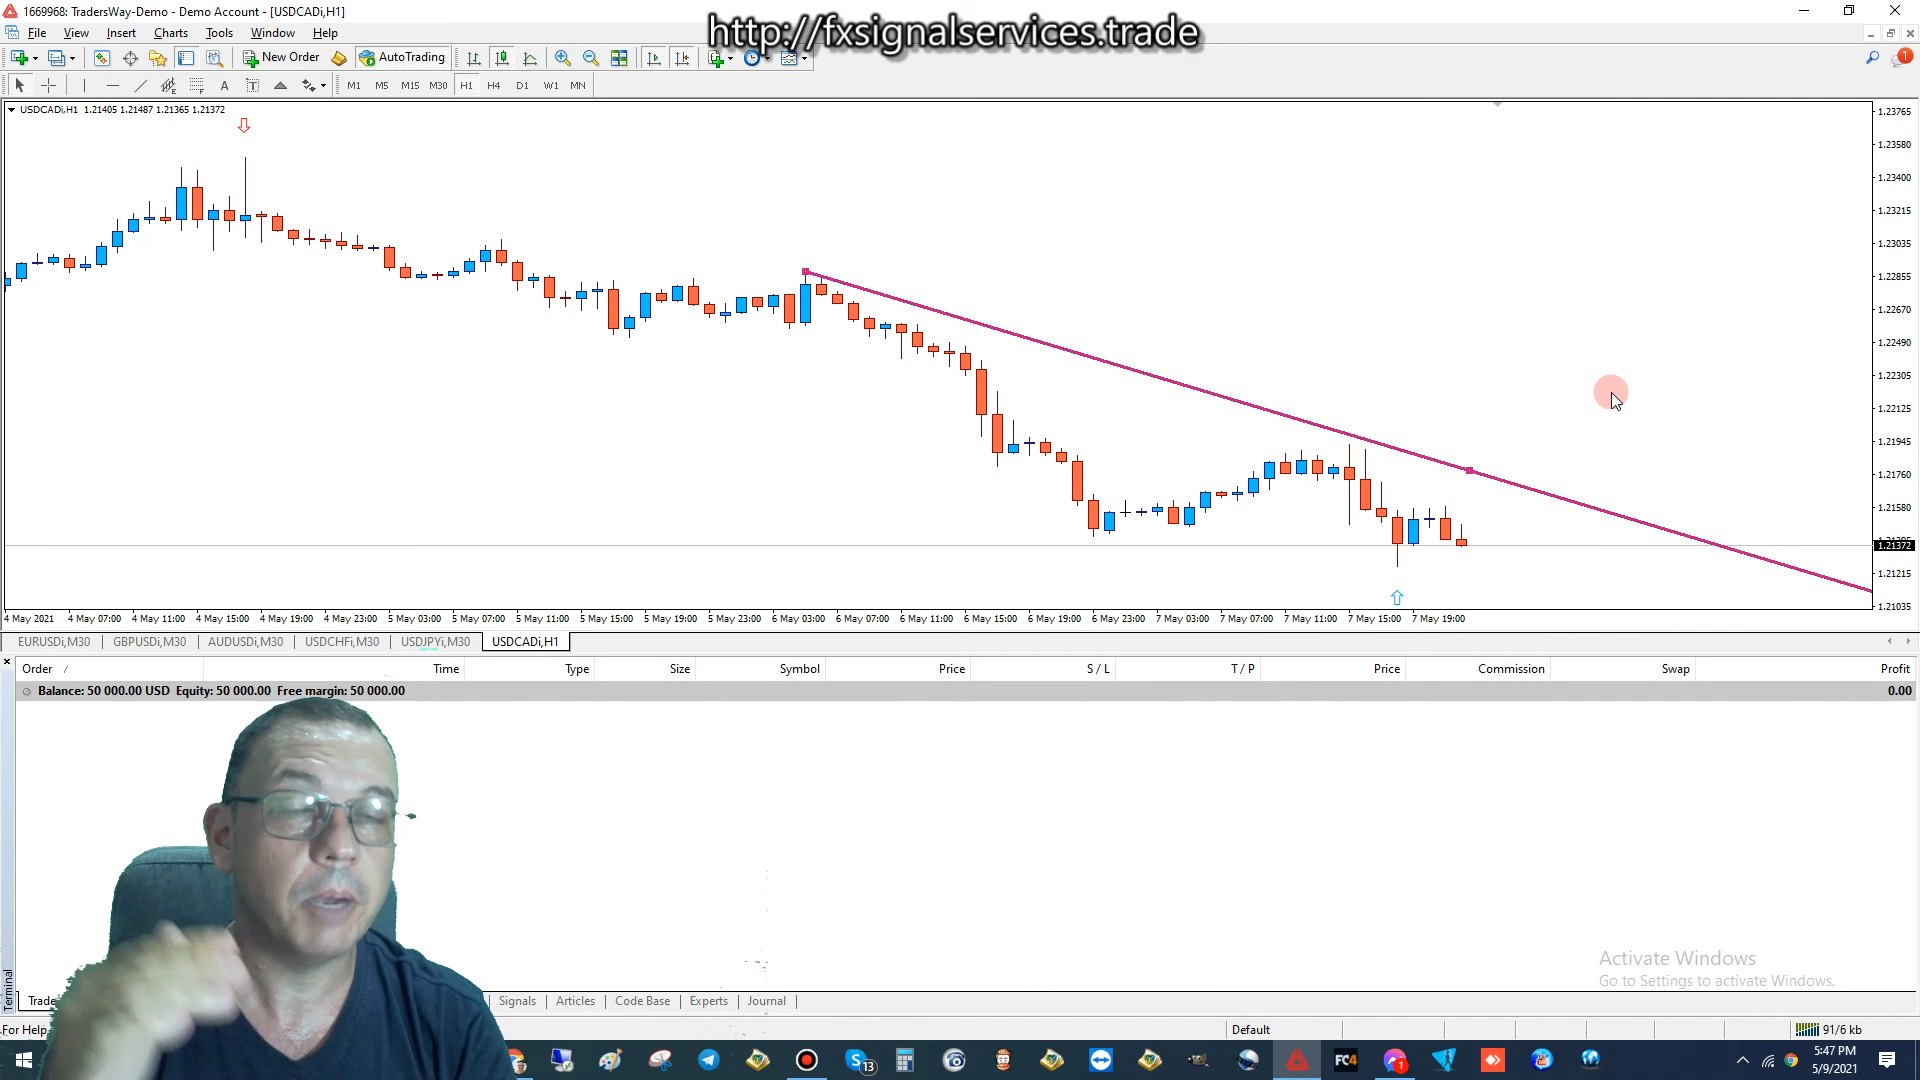 1669968: TradersWay-Demo - Demo Account - [USDCADi,H1]
http://fxsignalservices.trade
File View Insert Charts Tools Window Help
New Order AutoTrading
1
A T M1 M5 M15 M30 H1 H4 D1 W1 MN
USDCADi,H1 1.21405 1.21487 1.21365 1.21372
1.23765
1.23580
1.23400
1.23215
1.23035
1.22855
1.22670
1.22490
1.22305
1.22125
1.21945
1.21760
1.21580
1.21372
1.21215
1.21035
4 May 2021 4 May 07:00 4 May 11:00 4 May 15:00 4 May 19:00 4 May 23:00 5 May 03:00 5 May 07:00 5 May 11:00 5 May 15:00 5 May 19:00 5 May 23:00 6 May 03:00 6 May 07:00 6 May 11:00 6 May 15:00 6 May 19:00 6 May 23:00 7 May 03:00 7 May 07:00 7 May 11:00 7 May 15:00 7 May 19:00
EURUSDi,M30 GBPUSDi,M30 AUDUSDi,M30 USDCHFi,M30 USDJPYi,M30 USDCADi,H1
Order / Time Type Size Symbol Price S / L T / P Price Commission Swap Profit
Balance: 50 000.00 USD Equity: 50 000.00 Free margin: 50 000.00 0.00
Activate Windows
Go to Settings to activate Windows.
Terminal
Trade Signals Articles Code Base Experts Journal
For Help Default 91/6 kb
13 FC4 1 5:47 PM
5/9/2021